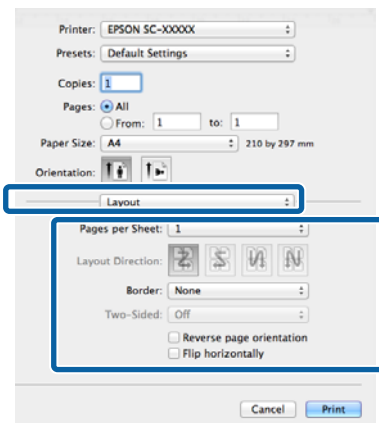 Printer: EPSON SC-XXXXX
Presets: Default Settings
Copies: 1
Pages: All
From: 1 to: 1
Paper Size: A4 210 by 297 mm
Orientation:
Layout
Pages per Sheet: 1
Layout Direction:
Border: None
Two-Sided: Off
Reverse page orientation
Flip horizontally
Cancel Print